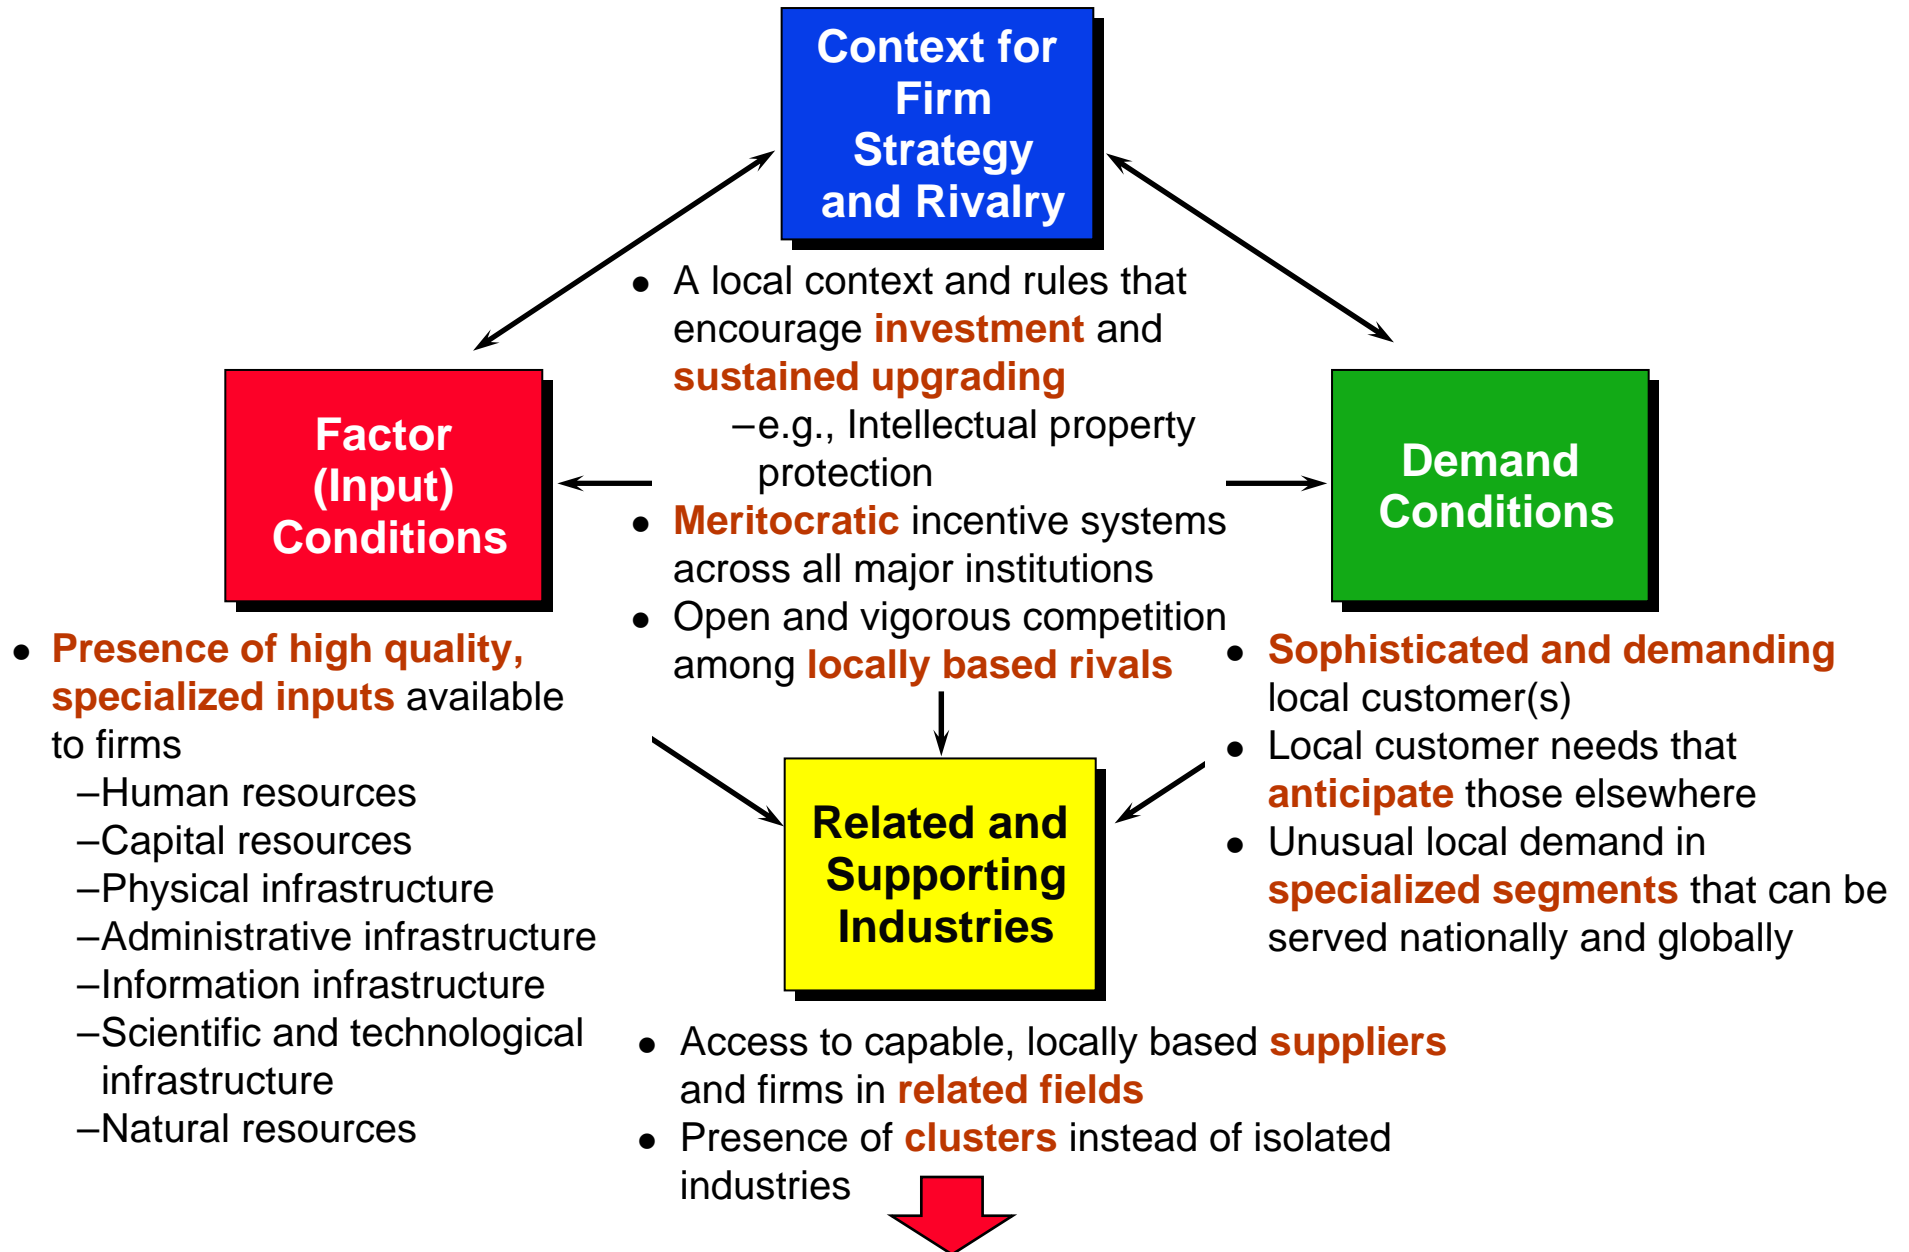 Context for
Firm
Strategy
and Rivalry
● A local context and rules that
encourage investment and
sustained upgrading
–e.g., Intellectual property
protection
● Meritocratic incentive systems
across all major institutions
● Open and vigorous competition
among locally based rivals
Factor
(Input)
Conditions
● Presence of high quality,
specialized inputs available
to firms
–Human resources
–Capital resources
–Physical infrastructure
–Administrative infrastructure
–Information infrastructure
–Scientific and technological
infrastructure
–Natural resources
Demand
Conditions
● Sophisticated and demanding
local customer(s)
● Local customer needs that
anticipate those elsewhere
● Unusual local demand in
specialized segments that can be
served nationally and globally
Related and
Supporting
Industries
● Access to capable, locally based suppliers
and firms in related fields
● Presence of clusters instead of isolated
industries